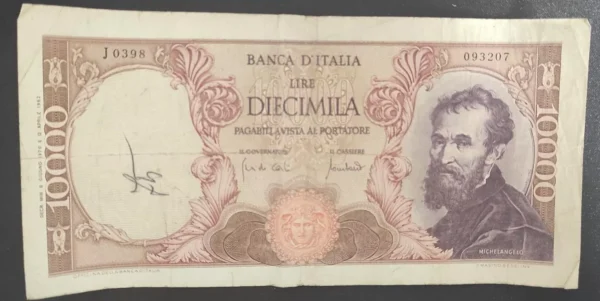 J 0398
093207
BANCA D'ITALIA
LIRE
DIECIMILA
PAGABILI A VISTA AL PORTATORE
IL GOVERNATORE
IL CASSIERE
10000
10000
MICHELANGELO